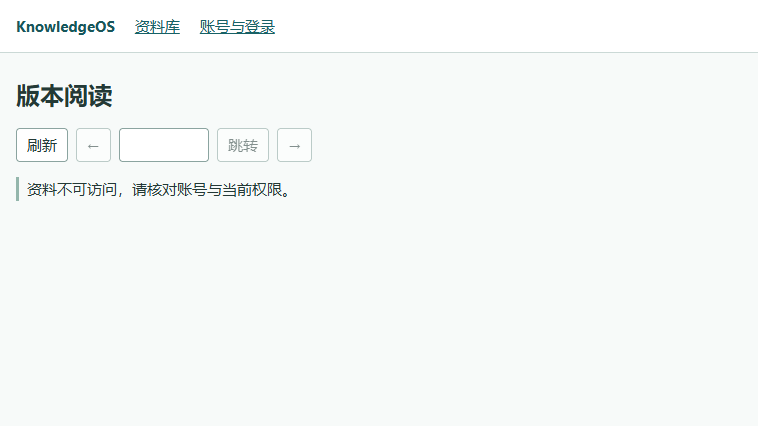 KnowledgeOS 资料库 账号与登录
版本阅读
刷新 ← 跳转 →
资料不可访问，请核对账号与当前权限。